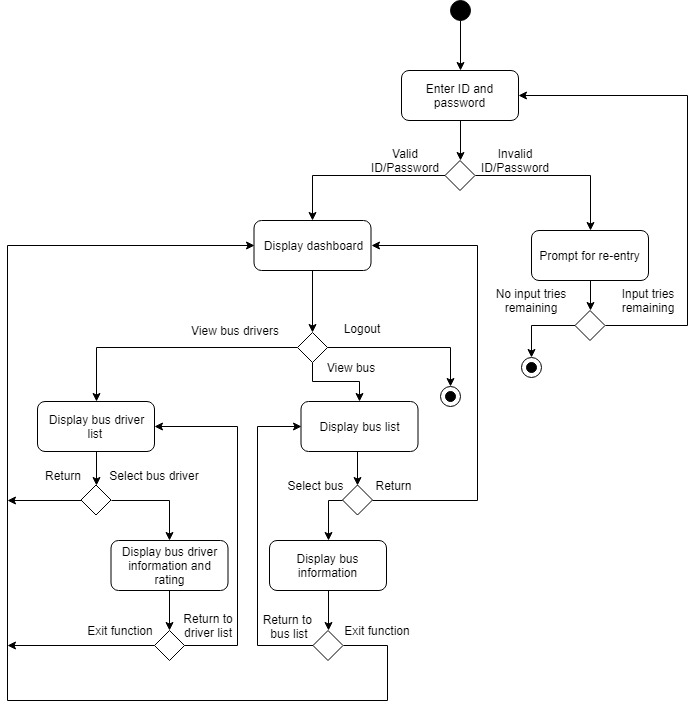 Enter ID and
password
Valid
ID/Password
Invalid
ID/Password
Display dashboard
Prompt for re-entry
No input tries
remaining
Input tries
remaining
View bus drivers
Logout
View bus
Display bus driver
list
Display bus list
Return
Select bus driver
Select bus
Return
Display bus driver
information and
rating
Display bus
information
Exit function
Return to
driver list
Return to
bus list
Exit function